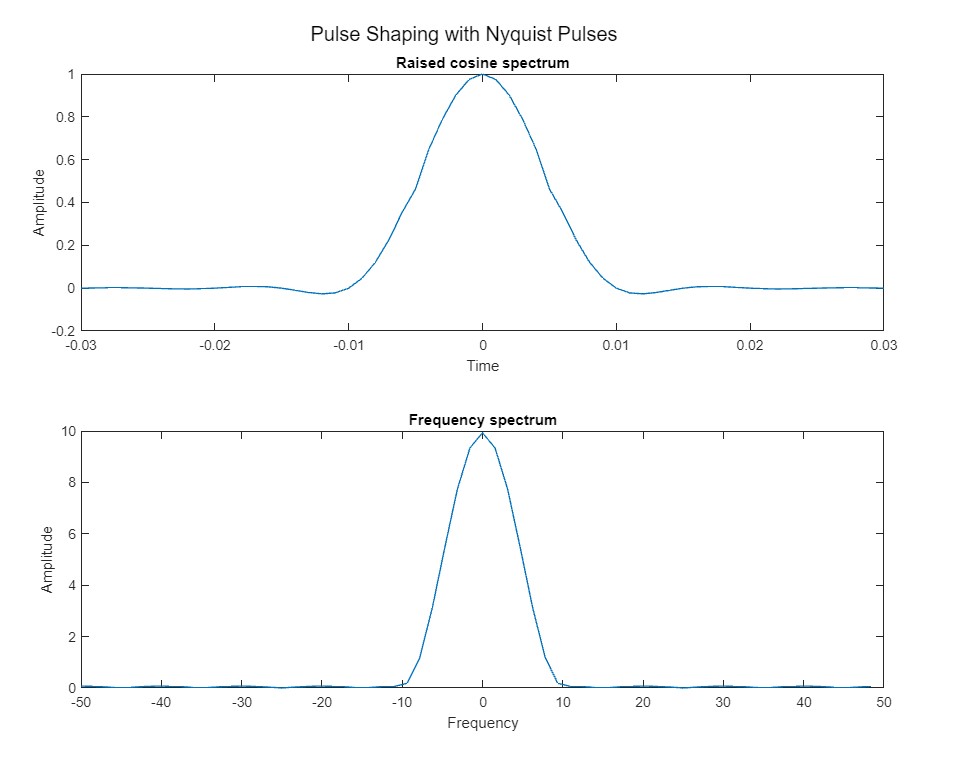 Pulse Shaping with Nyquist Pulses
Raised cosine spectrum
1
0.8
0.6
0.4
0.2
0
-0.2
Amplitude
-0.03 -0.02 -0.01 0 0.01 0.02 0.03
Time
Frequency spectrum
10
8
6
4
2
0
Amplitude
-50 -40 -30 -20 -10 0 10 20 30 40 50
Frequency